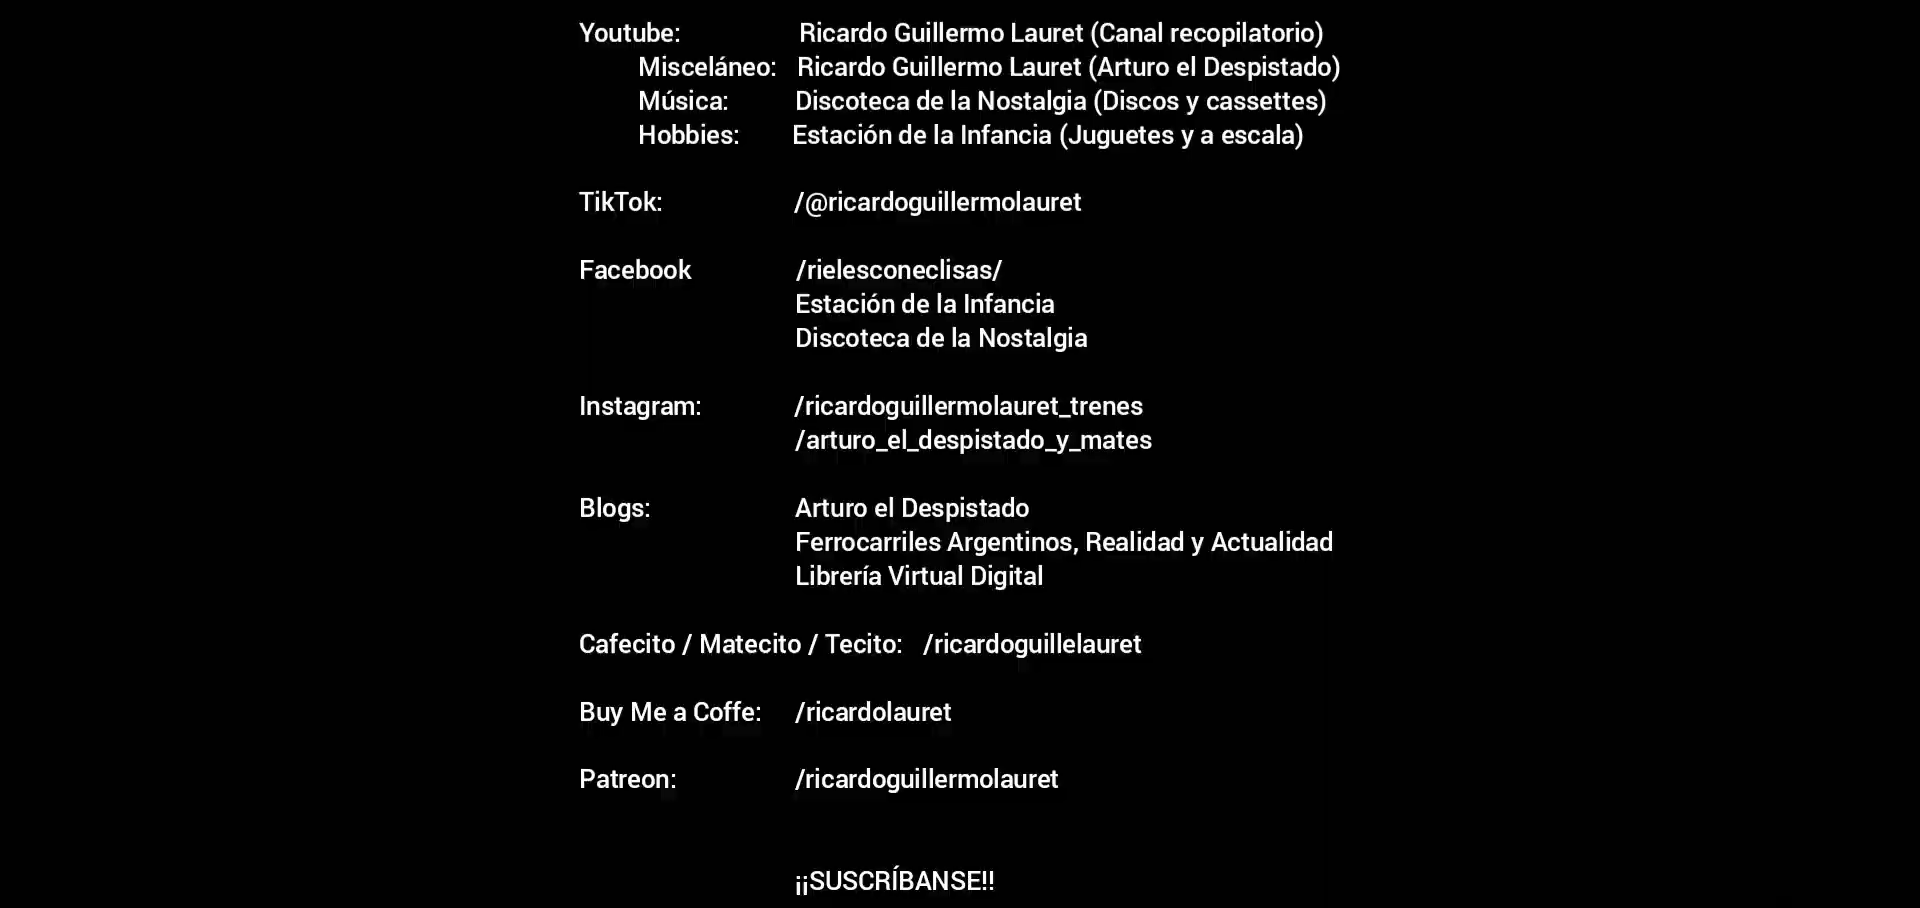 Youtube: Ricardo Guillermo Lauret (Canal recopilatorio)
Misceláneo: Ricardo Guillermo Lauret (Arturo el Despistado)
Música: Discoteca de la Nostalgia (Discos y cassettes)
Hobbies: Estación de la Infancia (Juguetes y a escala)
TikTok: /@ricardoguillermolauret
Facebook /rielesconeclisas/
Estación de la Infancia
Discoteca de la Nostalgia
Instagram: /ricardoguillermolauret_trenes
/arturo_el_despistado_y_mates
Blogs: Arturo el Despistado
Ferrocarriles Argentinos, Realidad y Actualidad
Librería Virtual Digital
Cafecito / Matecito / Tecito: /ricardoguillelauret
Buy Me a Coffe: /ricardolauret
Patreon: /ricardoguillermolauret
¡¡SUSCRÍBANSE!!